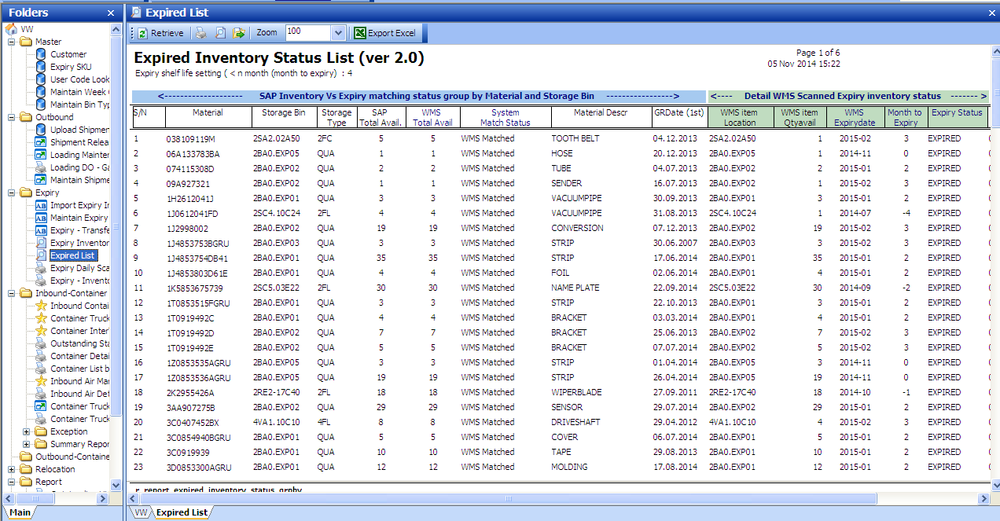 Folders
VW
Master
Customer
Expiry SKU
User Code Look
Maintain Week
Maintain Bin Typ
Outbound
Upload Shipmen
Shipment Relea
Loading Mainter
Loading DO - Ga
Maintain Shipme
Expiry
Import Expiry Ir
Maintain Expiry
Expiry - Transfe
Expiry Inventor
Expired List
Expiry Daily Sca
Expiry - Invento
Inbound-Container
Inbound Contai
Container Truck
Container Inter
Outstanding Sta
Container Detai
Container List b
Inbound Air Ma
Inbound Air Det
Container Truck
Container Truck
Exception
Summary Repor
Outbound-Containe
Relocation
Report
Main
Expired List
Retrieve Zoom 100 Export Excel
Expired Inventory Status List (ver 2.0)
Page 1 of 6
05 Nov 2014 15:22
Expiry shelf life setting ( < n month (month to expiry) : 4
<-------------------- SAP Inventory Vs Expiry matching status group by Material and Storage Bin ----------------> <---- Detail WMS Scanned Expiry inventory status ------- >
S/N Material Storage Bin Storage Type SAP Total Avail. WMS Total Avail System Match Status Material Descr GRDate (1st) WMS item Location WMS item Qtyavail WMS Expirydate Month to Expiry Expiry Status
1 038109119M 2SA2.02A50 2FC 5 5 WMS Matched TOOTH BELT 04.12.2013 2SA2.02A50 1 2015-02 3 EXPIRED
2 06A133783BA 2BA0.EXP05 QUA 1 1 WMS Matched HOSE 20.12.2013 2BA0.EXP05 1 2014-11 0 EXPIRED
3 074115308D 2BA0.EXP02 QUA 2 2 WMS Matched TUBE 04.07.2013 2BA0.EXP02 2 2015-01 2 EXPIRED
4 09A927321 2BA0.EXP02 QUA 1 1 WMS Matched SENDER 16.07.2013 2BA0.EXP02 1 2015-02 3 EXPIRED
5 1H2612041J 2BA0.EXP01 QUA 3 3 WMS Matched VACUUMPIPE 30.09.2013 2BA0.EXP01 3 2015-01 2 EXPIRED
6 1J0612041FD 2SC4.10C24 2FL 4 4 WMS Matched VACUUMPIPE 31.08.2013 2SC4.10C24 1 2014-07 -4 EXPIRED
7 1J2998002 2BA0.EXP02 QUA 19 19 WMS Matched CONVERSION 07.12.2013 2BA0.EXP02 19 2015-02 3 EXPIRED
8 1J4853753BGRU 2BA0.EXP03 QUA 3 3 WMS Matched STRIP 30.06.2007 2BA0.EXP03 3 2015-02 3 EXPIRED
9 1J4853754DB41 2BA0.EXP01 QUA 35 35 WMS Matched STRIP 17.06.2014 2BA0.EXP01 35 2015-01 2 EXPIRED
10 1J4853803D61E 2BA0.EXP01 QUA 4 4 WMS Matched FOIL 02.06.2014 2BA0.EXP01 4 2015-01 2 EXPIRED
11 1K5853675739 2SC5.03E22 2FL 30 30 WMS Matched NAME PLATE 22.09.2014 2SC5.03E22 30 2014-09 -2 EXPIRED
12 1T0853515FGRU 2BA0.EXP01 QUA 3 3 WMS Matched STRIP 22.10.2013 2BA0.EXP01 3 2015-01 2 EXPIRED
13 1T0919492C 2BA0.EXP01 QUA 4 4 WMS Matched BRACKET 03.03.2014 2BA0.EXP01 4 2015-01 2 EXPIRED
14 1T0919492D 2BA0.EXP02 QUA 7 7 WMS Matched BRACKET 25.06.2013 2BA0.EXP02 7 2015-02 3 EXPIRED
15 1T0919492E 2BA0.EXP02 QUA 5 5 WMS Matched BRACKET 07.07.2014 2BA0.EXP02 5 2015-02 3 EXPIRED
16 1Z0853535AGRU 2BA0.EXP05 QUA 3 3 WMS Matched STRIP 01.04.2014 2BA0.EXP05 3 2014-11 0 EXPIRED
17 1Z0853536AGRU 2BA0.EXP05 QUA 19 19 WMS Matched STRIP 26.04.2014 2BA0.EXP05 19 2014-11 0 EXPIRED
18 2K2955426A 2RE2-17C40 2FL 18 18 WMS Matched WIPERBLADE 27.09.2011 2RE2-17C40 18 2014-10 -1 EXPIRED
19 3AA907275B 2BA0.EXP02 QUA 29 29 WMS Matched SENSOR 29.07.2014 2BA0.EXP02 29 2015-01 2 EXPIRED
20 3C0407452BX 4VA1.10C10 4FL 8 8 WMS Matched DRIVESHAFT 29.04.2012 4VA1.10C10 4 2015-02 3 EXPIRED
21 3C0854940BGRU 2BA0.EXP01 QUA 5 5 WMS Matched COVER 06.07.2014 2BA0.EXP01 5 2015-01 2 EXPIRED
22 3C0919939 2BA0.EXP01 QUA 10 10 WMS Matched TAPE 29.08.2013 2BA0.EXP01 10 2015-01 2 EXPIRED
23 3D0853300AGRU 2BA0.EXP01 QUA 12 12 WMS Matched MOLDING 17.08.2014 2BA0.EXP01 12 2015-01 2 EXPIRED
r_report_expired_inventory_status_grpby
VW Expired List